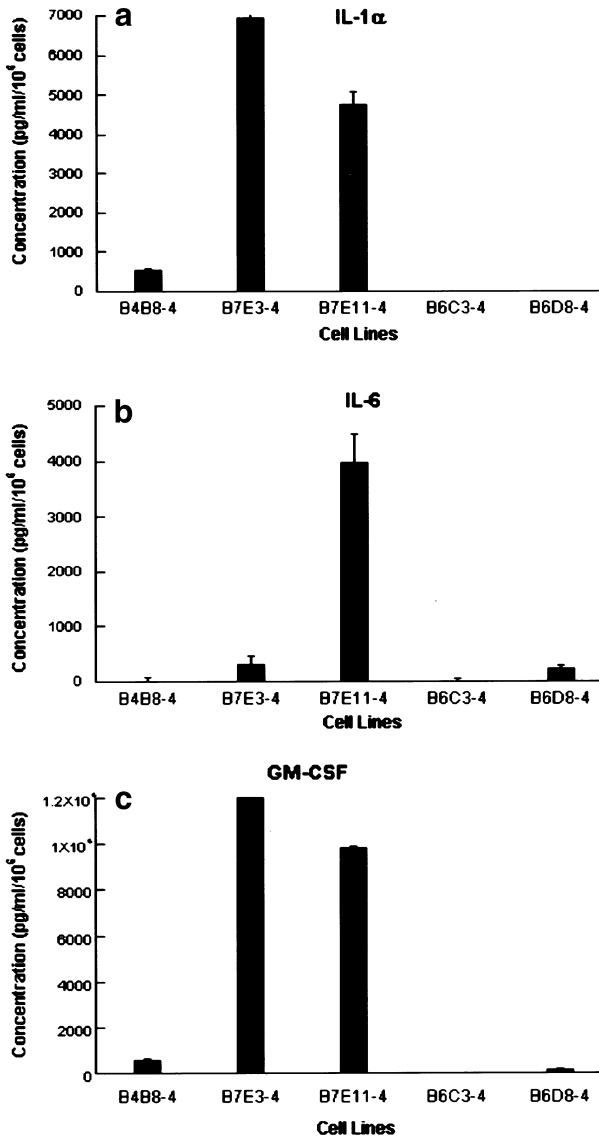 a
IL-1α
Concentration (pg/ml/10⁶ cells)
7000
6000
5000
4000
3000
2000
1000
0
B4B8-4 B7E3-4 B7E11-4 B6C3-4 B6D8-4
Cell Lines
b
IL-6
Concentration (pg/ml/10⁶ cells)
5000
4000
3000
2000
1000
0
B4B8-4 B7E3-4 B7E11-4 B6C3-4 B6D8-4
Cell Lines
GM-CSF
c
Concentration (pg/ml/10⁶ cells)
1.2X10⁴
1X10⁴
8000
6000
4000
2000
0
B4B8-4 B7E3-4 B7E11-4 B6C3-4 B6D8-4
Cell Lines